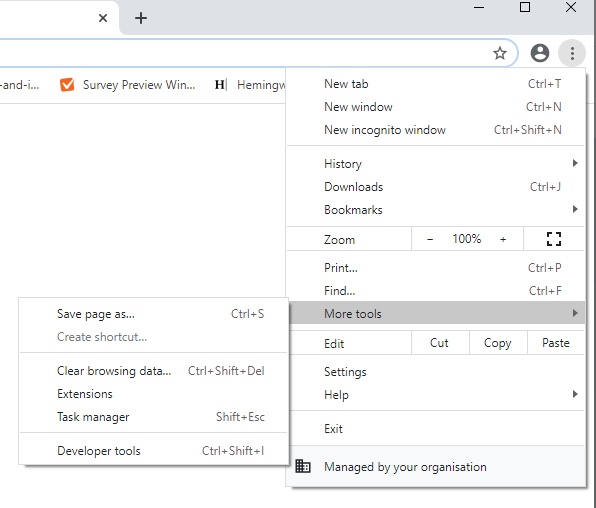 -and-i...
Survey Preview Win...
H
New tab Ctrl+T
New window Ctrl+N
New incognito window Ctrl+Shift+N
History
Downloads Ctrl+J
Bookmarks
Zoom − 100% +
Print... Ctrl+P
Find... Ctrl+F
More tools
Edit Cut Copy Paste
Settings
Help
Exit
Managed by your organisation
Save page as... Ctrl+S
Create shortcut...
Clear browsing data... Ctrl+Shift+Del
Extensions
Task manager Shift+Esc
Developer tools Ctrl+Shift+I